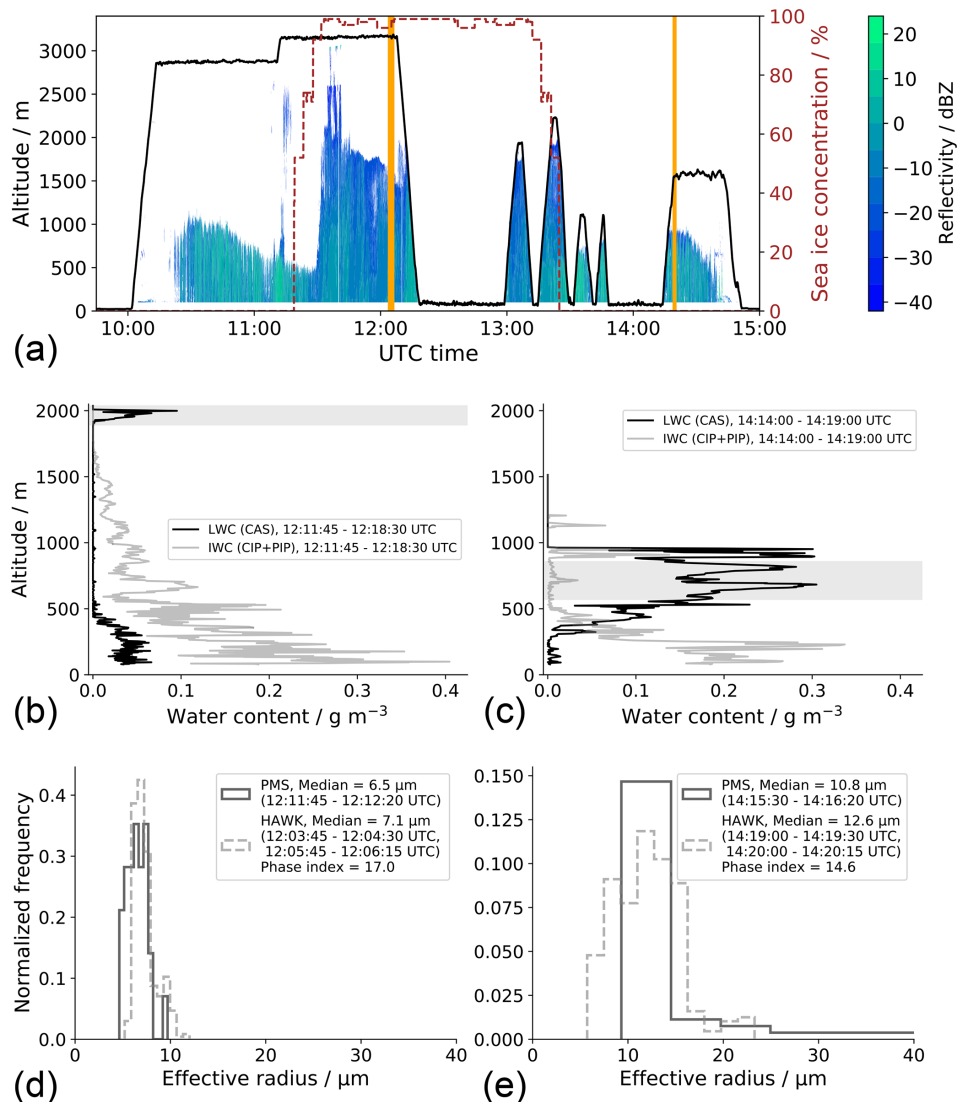 3000
2500
2000
1500
1000
500
0
Altitude / m
10:00 11:00 12:00 13:00 14:00 15:00
UTC time
100
80
60
40
20
0
Sea ice concentration / %
20
10
0
−10
−20
−30
−40
Reflectivity / dBZ
(a)
2000
1500
1000
500
0
Altitude / m
LWC (CAS), 12:11:45 - 12:18:30 UTC
IWC (CIP+PIP), 12:11:45 - 12:18:30 UTC
0.0 0.1 0.2 0.3 0.4
Water content / g m⁻³
(b)
2000
1500
1000
500
0
LWC (CAS), 14:14:00 - 14:19:00 UTC
IWC (CIP+PIP), 14:14:00 - 14:19:00 UTC
0.0 0.1 0.2 0.3 0.4
Water content / g m⁻³
(c)
0.4
0.3
0.2
0.1
0.0
Normalized frequency
PMS, Median = 6.5 μm
(12:11:45 - 12:12:20 UTC)
HAWK, Median = 7.1 μm
(12:03:45 - 12:04:30 UTC,
12:05:45 - 12:06:15 UTC)
Phase index = 17.0
0 10 20 30 40
Effective radius / μm
(d)
0.150
0.125
0.100
0.075
0.050
0.025
0.000
PMS, Median = 10.8 μm
(14:15:30 - 14:16:20 UTC)
HAWK, Median = 12.6 μm
(14:19:00 - 14:19:30 UTC,
14:20:00 - 14:20:15 UTC)
Phase index = 14.6
0 10 20 30 40
Effective radius / μm
(e)